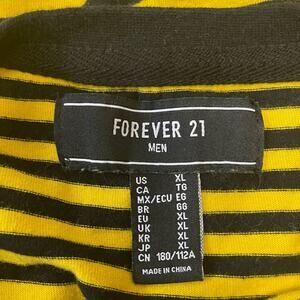 FOREVER 21
MEN
US XL
CA TG
MX/ECU EG
BR GG
EU XL
UK XL
KR XL
JP XL
CN 180/112A
MADE IN CHINA